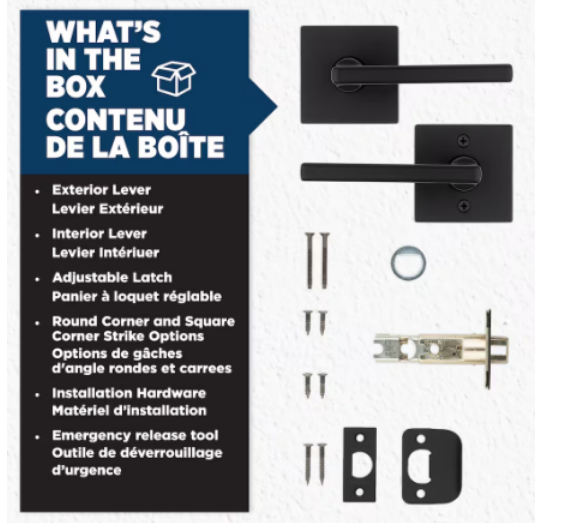 WHAT'S
IN THE
BOX
CONTENU
DE LA BOÎTE
• Exterior Lever
Levier Extérieur
• Interior Lever
Levier Intériuer
• Adjustable Latch
Panier à loquet réglable
• Round Corner and Square
Corner Strike Options
Options de gâches
d'angle rondes et carrees
• Installation Hardware
Matériel d'installation
• Emergency release tool
Outile de déverrouillage
d'urgence